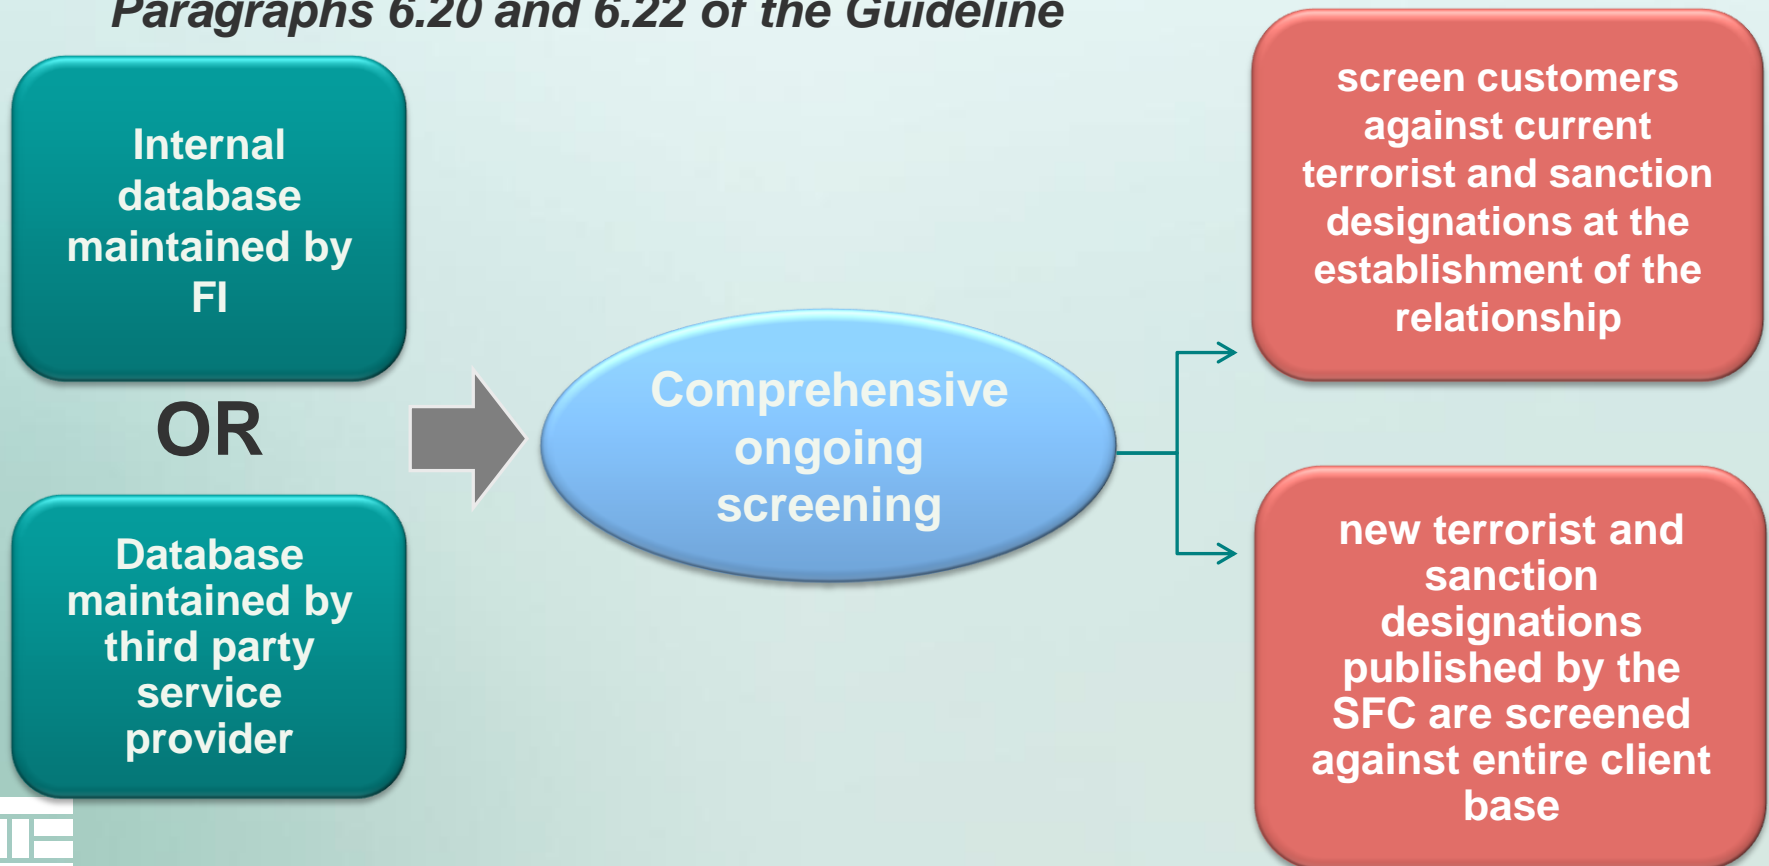 Paragraphs 6.20 and 6.22 of the Guideline
Internal
database
maintained by
FI
OR
Database
maintained by
third party
service
provider
Comprehensive
ongoing
screening
screen customers
against current
terrorist and sanction
designations at the
establishment of the
relationship
new terrorist and
sanction
designations
published by the
SFC are screened
against entire client
base